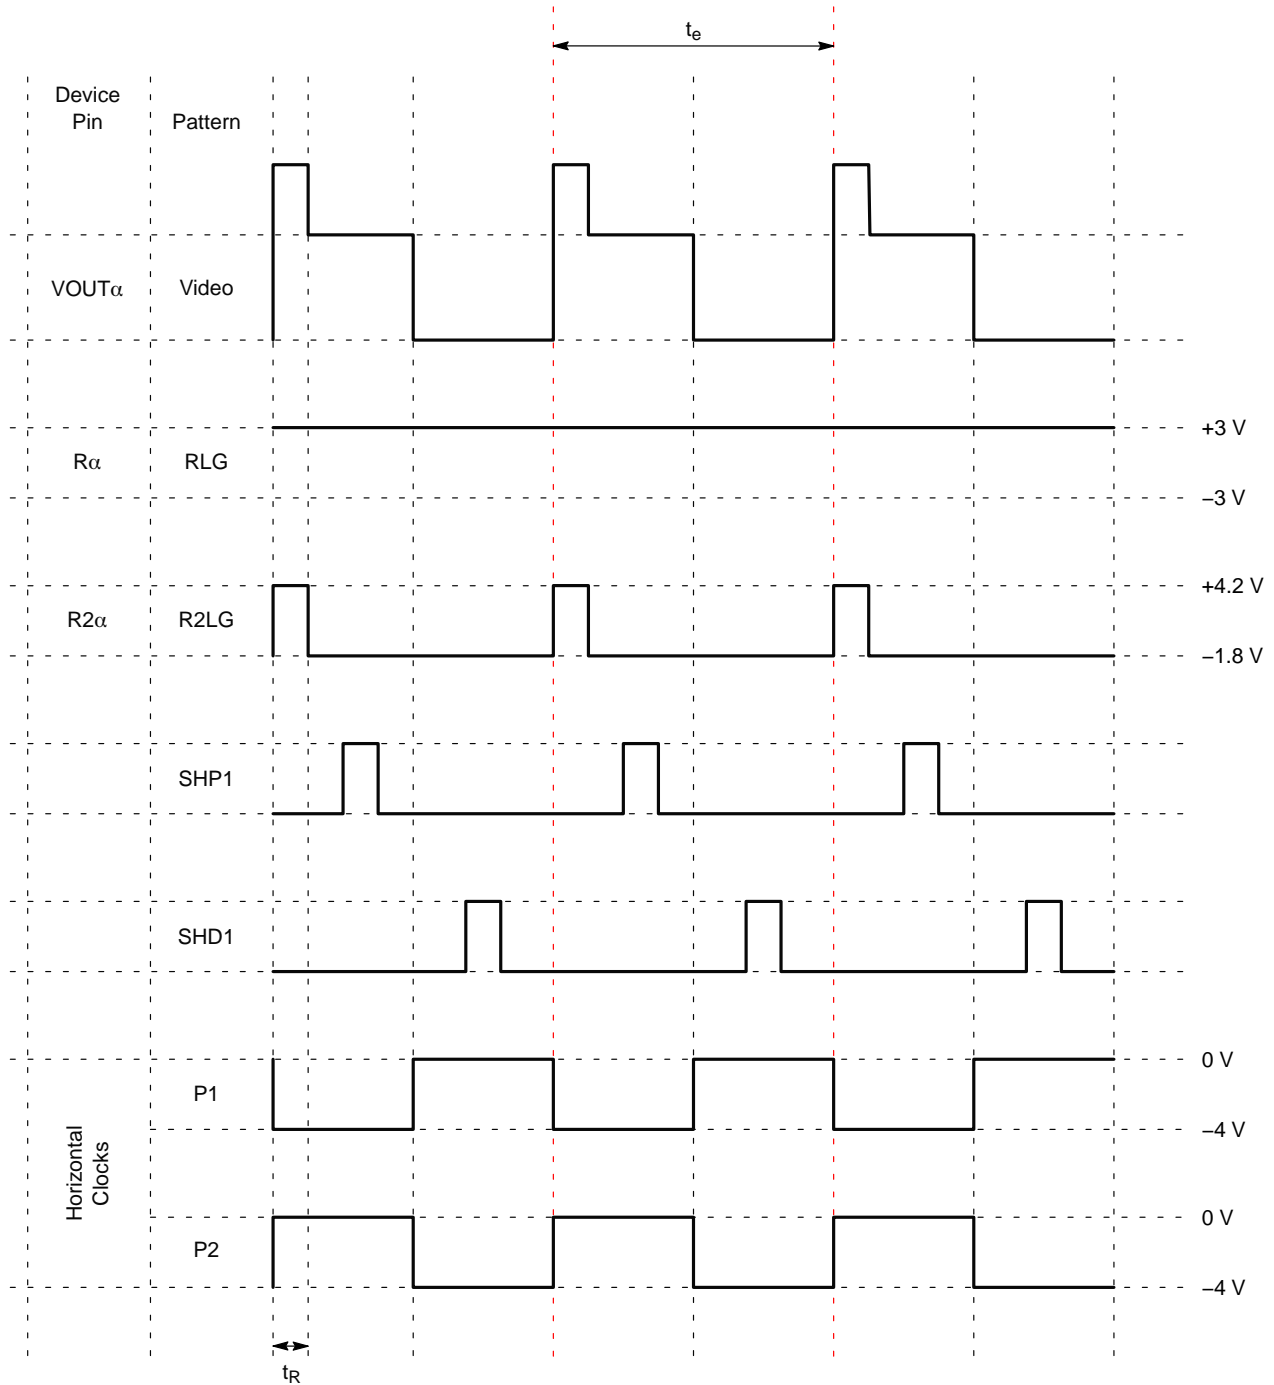 te
Device
Pin
Pattern
VOUTα
Video
+3 V
Rα
RLG
−3 V
+4.2 V
R2α
R2LG
−1.8 V
SHP1
SHD1
0 V
P1
−4 V
Horizontal
Clocks
0 V
P2
−4 V
tR